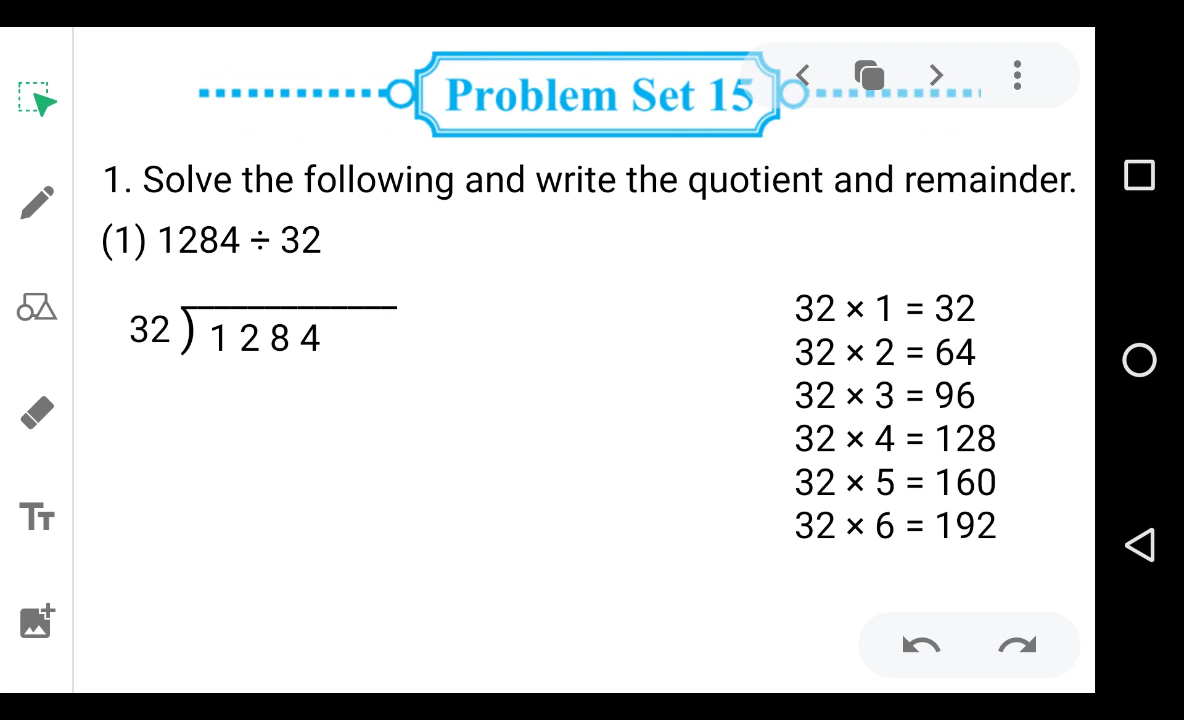 Problem Set 15
1. Solve the following and write the quotient and remainder.
(1) 1284 ÷ 32
32 ) 1 2 8 4
32 × 1 = 32
32 × 2 = 64
32 × 3 = 96
32 × 4 = 128
32 × 5 = 160
32 × 6 = 192
TT